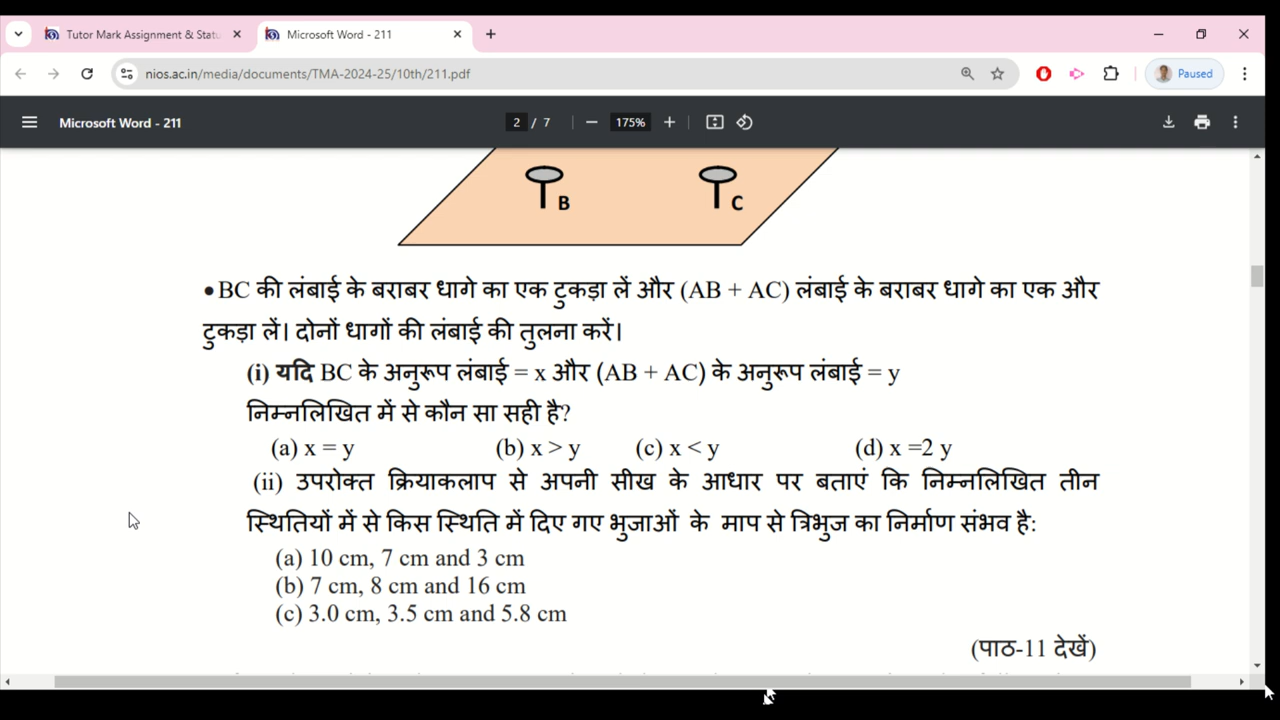 Tutor Mark Assignment & Statu
Microsoft Word - 211
nios.ac.in/media/documents/TMA-2024-25/10th/211.pdf
Paused
Microsoft Word - 211
2 / 7
175%
B
C
•BC की लंबाई के बराबर धागे का एक टुकड़ा लें और (AB + AC) लंबाई के बराबर धागे का एक और
टुकड़ा लें। दोनों धागों की लंबाई की तुलना करें।
(i) यदि BC के अनुरूप लंबाई = x और (AB + AC) के अनुरूप लंबाई = y
निम्नलिखित में से कौन सा सही है?
(a) x = y (b) x > y (c) x < y (d) x =2 y
(ii) उपरोक्त क्रियाकलाप से अपनी सीख के आधार पर बताएं कि निम्नलिखित तीन
स्थितियों में से किस स्थिति में दिए गए भुजाओं के माप से त्रिभुज का निर्माण संभव है:
(a) 10 cm, 7 cm and 3 cm
(b) 7 cm, 8 cm and 16 cm
(c) 3.0 cm, 3.5 cm and 5.8 cm
(पाठ-11 देखें)